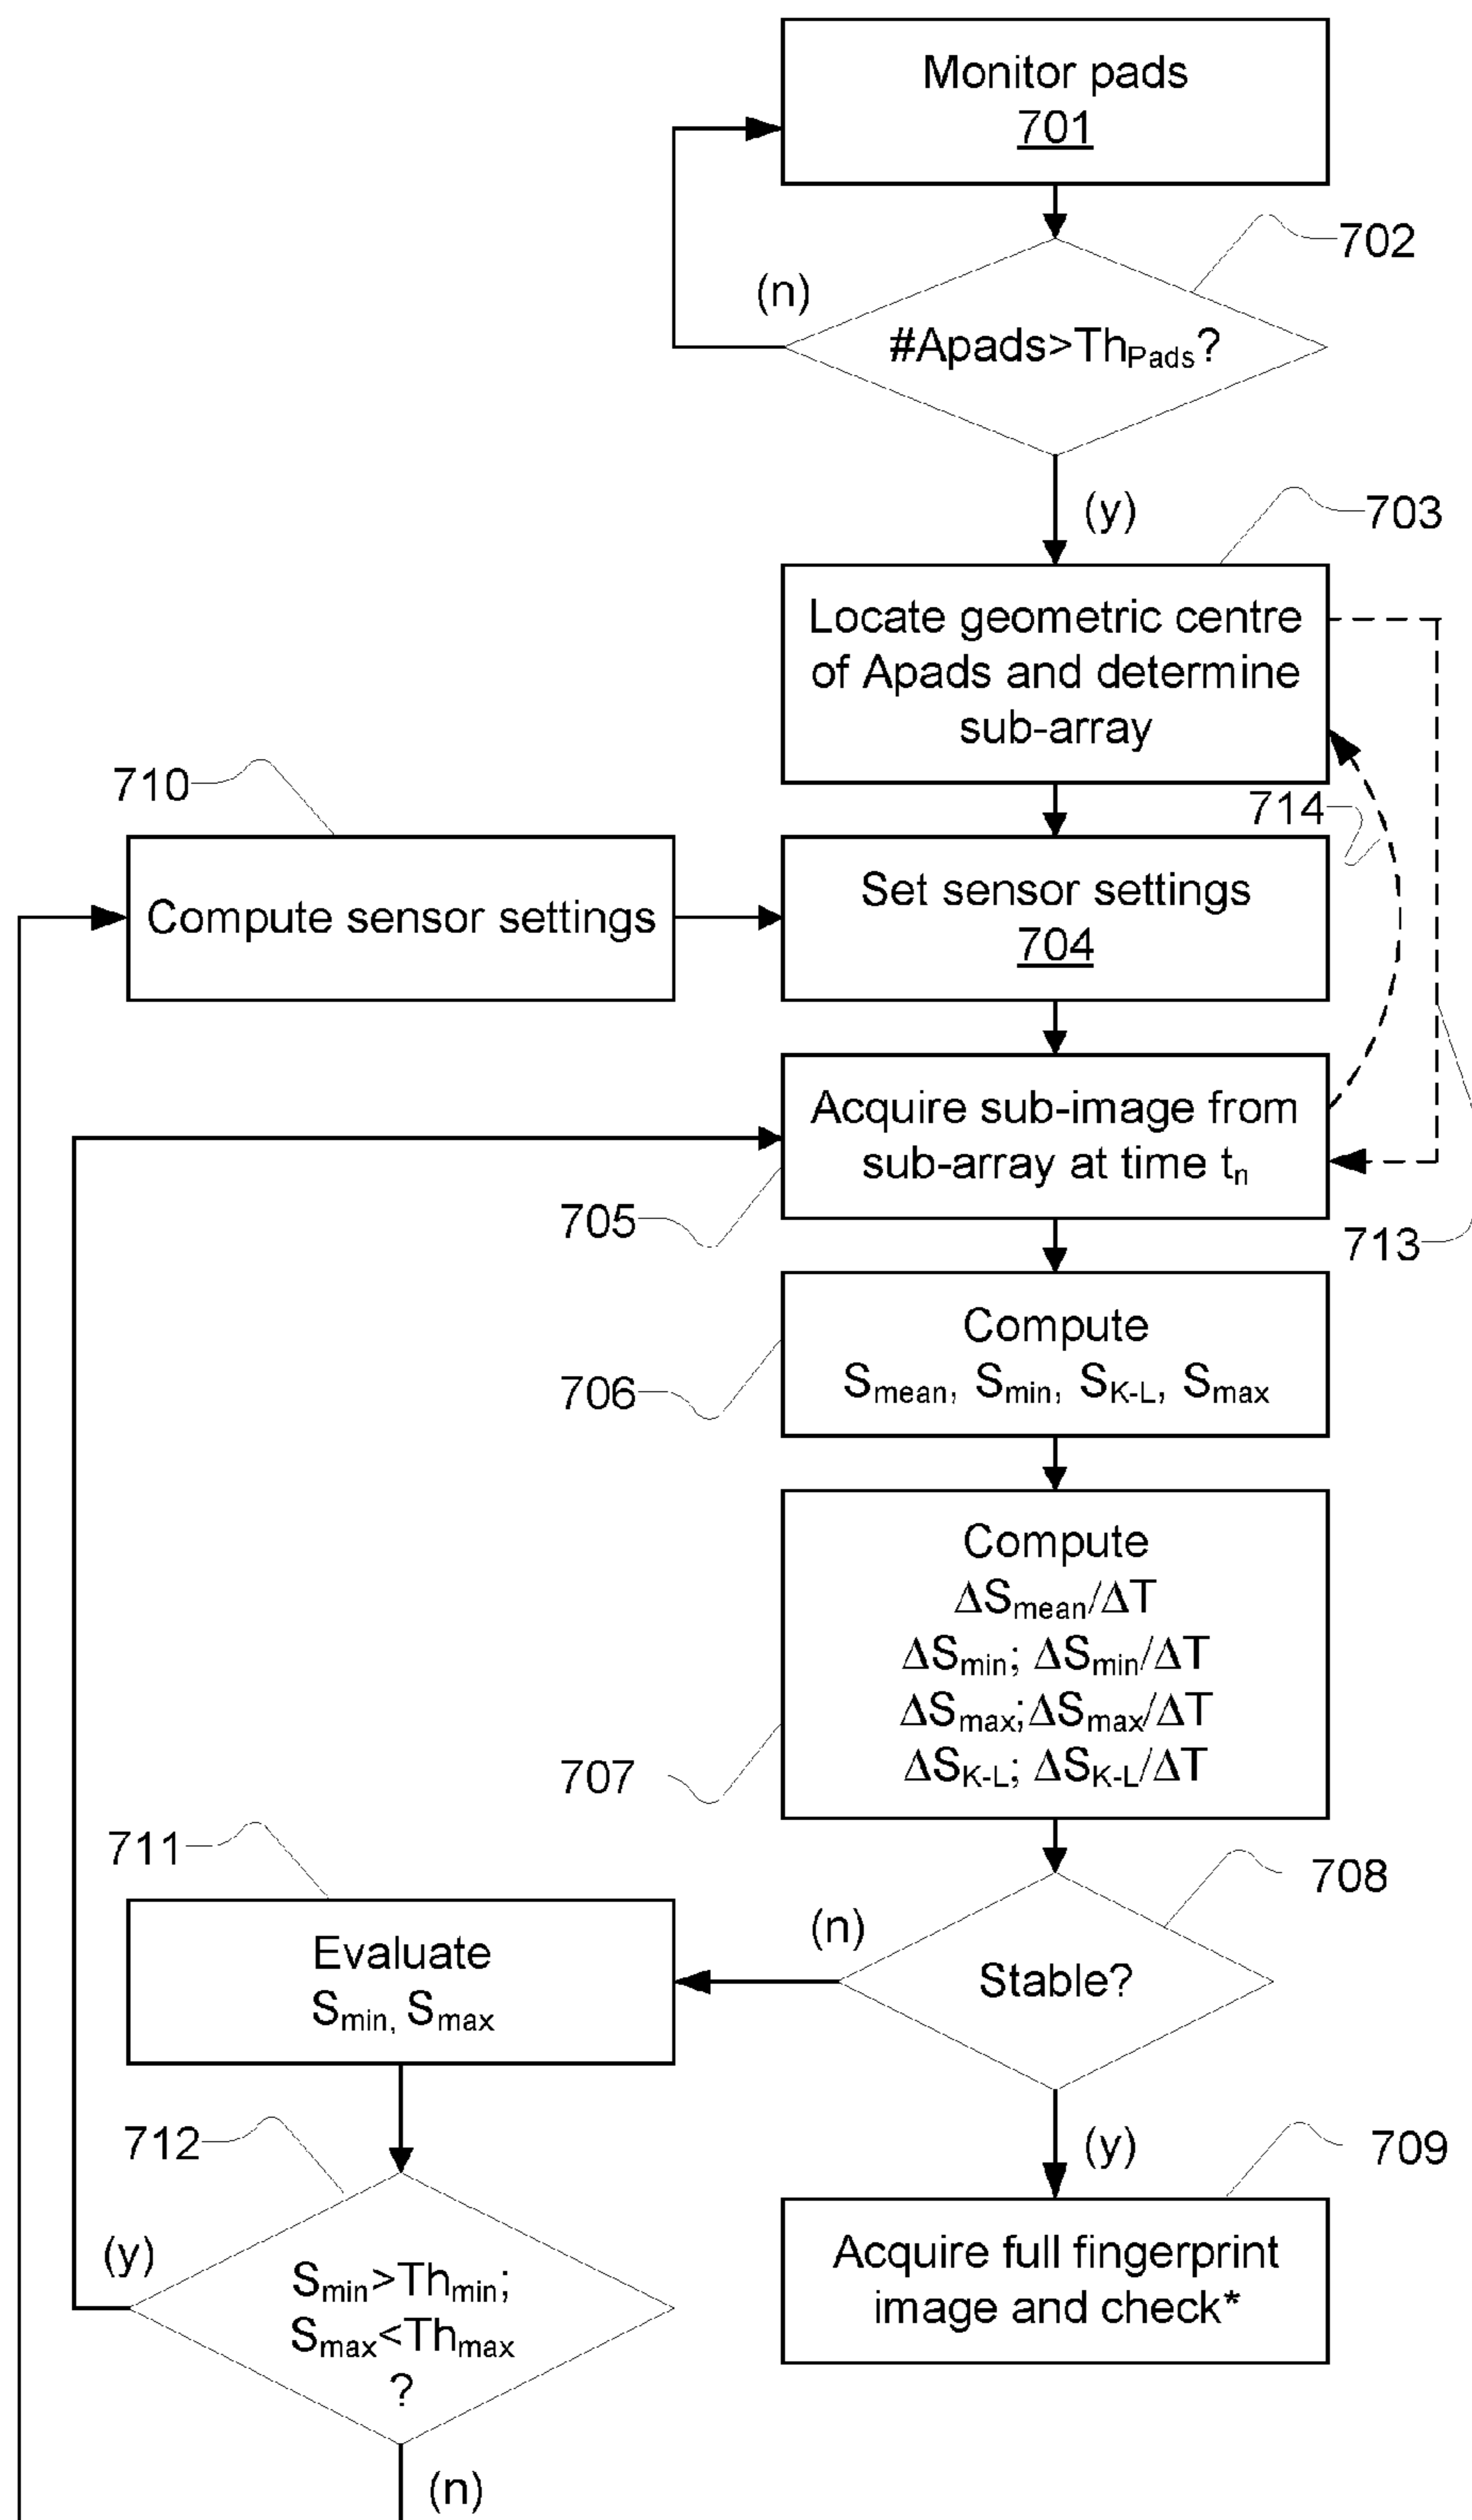 Monitor pads
701
702
(n)
#Apads>ThPads?
(y)
703
Locate geometric centre
of Apads and determine
sub-array
710
714
Compute sensor settings
Set sensor settings
704
Acquire sub-image from
sub-array at time tn
705
713
Compute
Smean, Smin, SK-L, Smax
706
Compute
ΔSmean/ΔT
ΔSmin; ΔSmin/ΔT
ΔSmax;ΔSmax/ΔT
ΔSK-L; ΔSK-L/ΔT
707
711
708
(n)
Evaluate
Smin, Smax
Stable?
712
(y)
709
(y)
Smin>Thmin;
Smax<Thmax
?
Acquire full fingerprint
image and check*
(n)